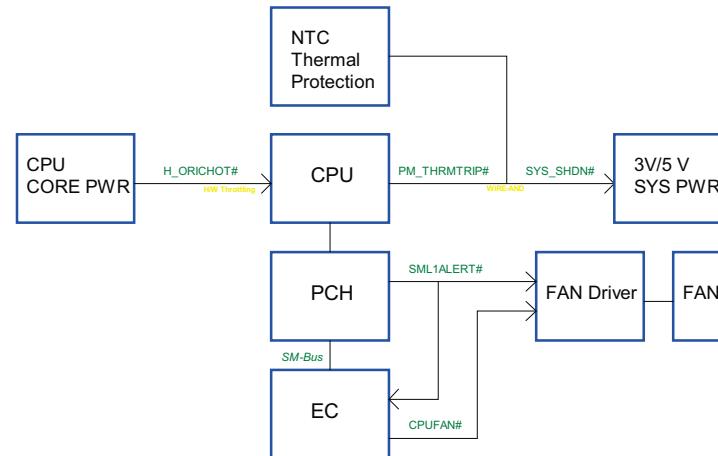 NTC
Thermal
Protection
CPU
CORE PWR
H_ORICHOT#
H/W Throttling
CPU
PM_THRMTRIP#
WIRE-AND
SYS_SHDN#
3V/5 V
SYS PWR
PCH
SML1ALERT#
FAN Driver
FAN
SM-Bus
EC
CPUFAN#